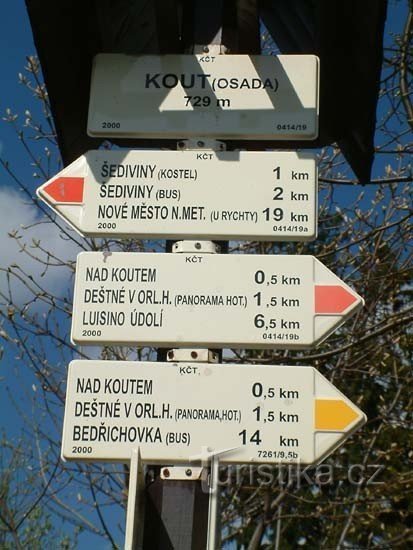 KČT
KOUT (OSADA)
729 m
2000 0414/19
KČT
ŠEDIVINY (KOSTEL) 1 km
ŠEDIVINY (BUS) 2 km
NOVÉ MĚSTO N.MET. (U RYCHTY) 19 km
2000 0414/19a
KČT
NAD KOUTEM 0,5 km
DEŠTNÉ V ORL.H. (PANORAMA HOT.) 1,5 km
LUISINO ÚDOLÍ 6,5 km
2000 0414/19b
KČT
NAD KOUTEM 0,5 km
DEŠTNÉ V ORL.H. (PANORAMA,HOT.) 1,5 km
BEDŘICHOVKA (BUS) 14 km
2000 7261/9,5b
Turistika.cz